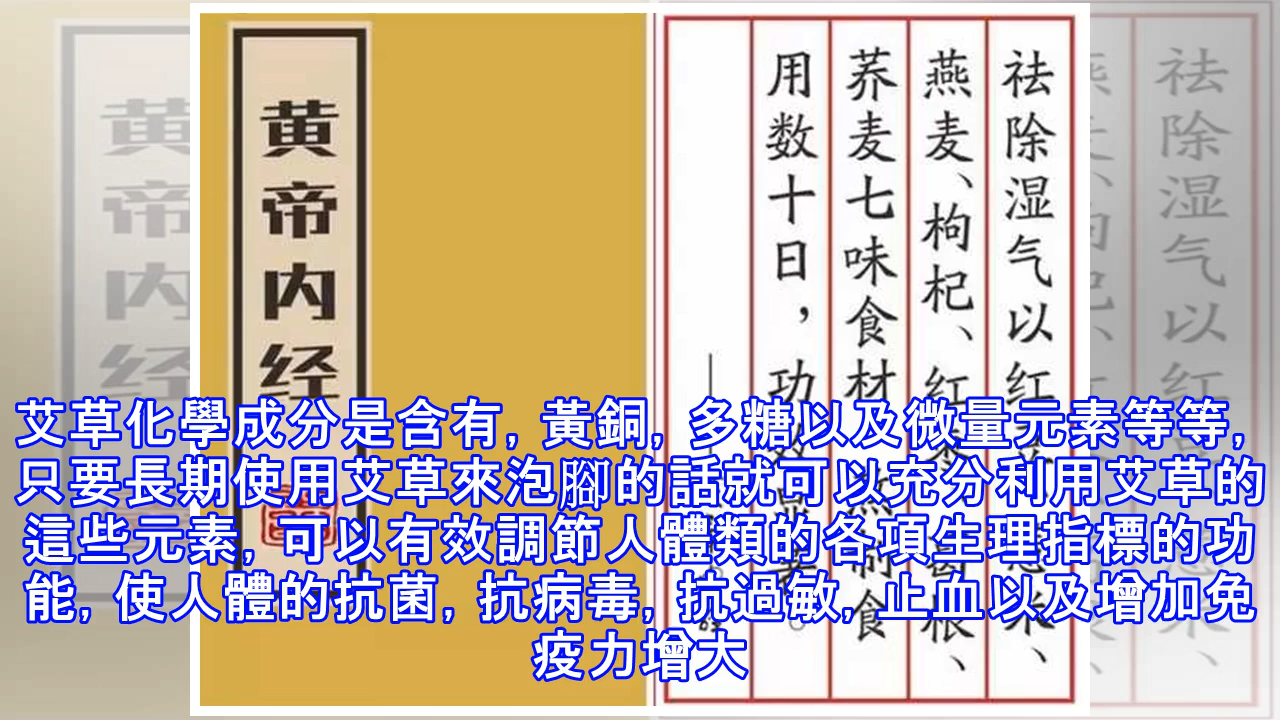 黄帝内经
祛除湿气以红
燕麦、枸杞、红枣
荞麦七味食材
用数十日，功效
艾草化學成分是含有, 黃銅, 多糖以及微量元素等等,
只要長期使用艾草來泡腳的話就可以充分利用艾草的
這些元素, 可以有效調節人體類的各項生理指標的功
能, 使人體的抗菌, 抗病毒, 抗過敏, 止血以及增加免
疫力增大